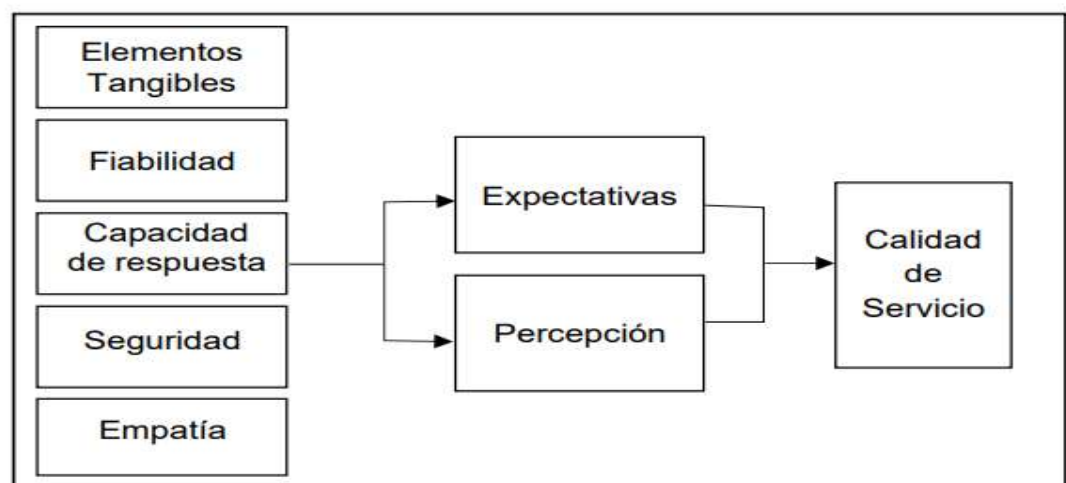 Elementos
Tangibles
Fiabilidad
Capacidad
de respuesta
Seguridad
Empatía
Expectativas
Percepción
Calidad
de
Servicio